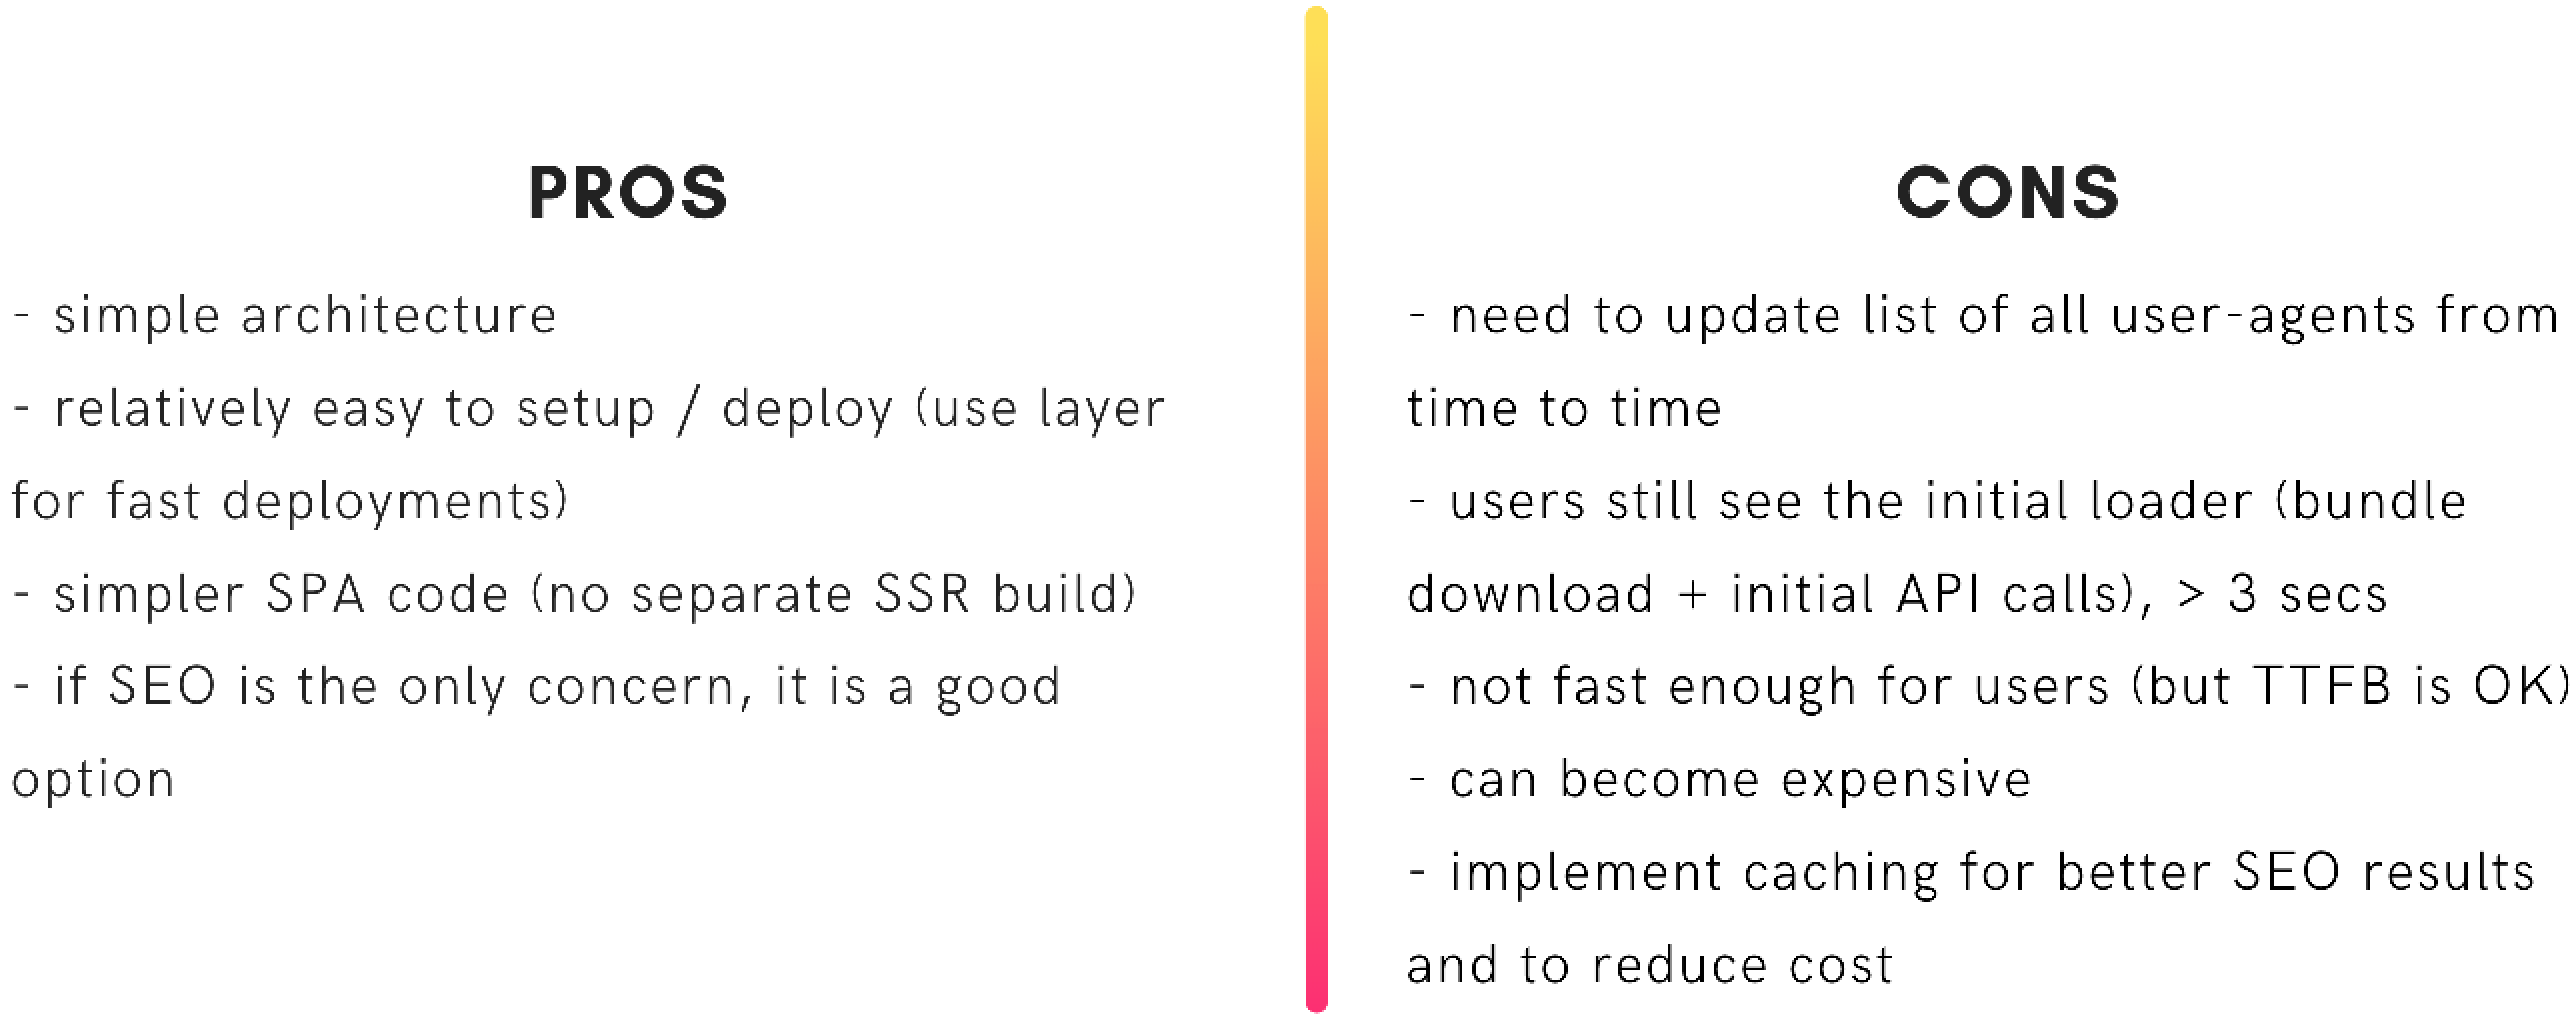 PROS
- simple architecture
- relatively easy to setup / deploy (use layer
for fast deployments)
- simpler SPA code (no separate SSR build)
- if SEO is the only concern, it is a good
option
CONS
- need to update list of all user-agents from
time to time
- users still see the initial loader (bundle
download + initial API calls), > 3 secs
- not fast enough for users (but TTFB is OK)
- can become expensive
- implement caching for better SEO results
and to reduce cost